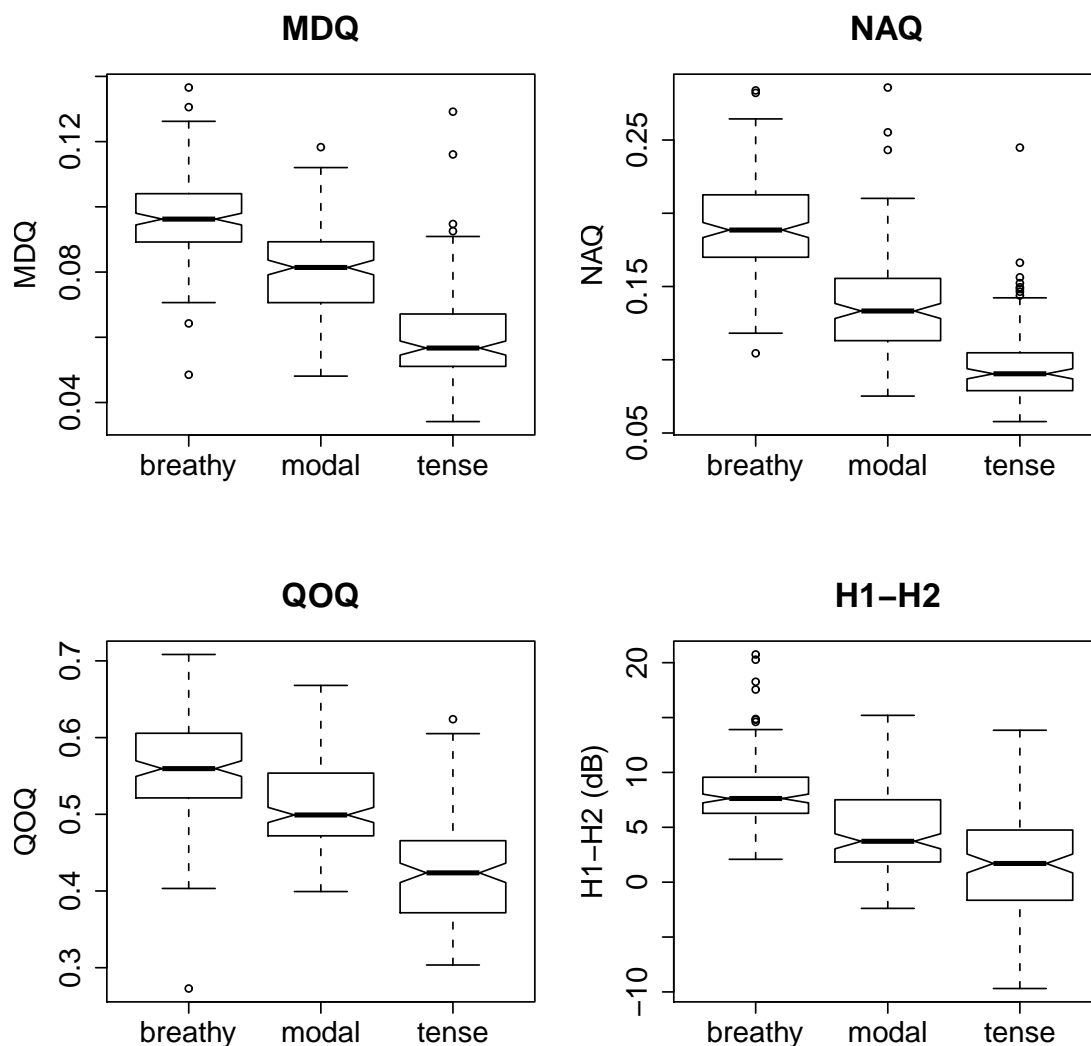 MDQ
MDQ
0.04 0.08 0.12
breathy modal tense
NAQ
NAQ
0.05 0.15 0.25
breathy modal tense
QOQ
QOQ
0.3 0.4 0.5 0.6 0.7
breathy modal tense
H1−H2
H1−H2 (dB)
−10 0 5 10 20
breathy modal tense